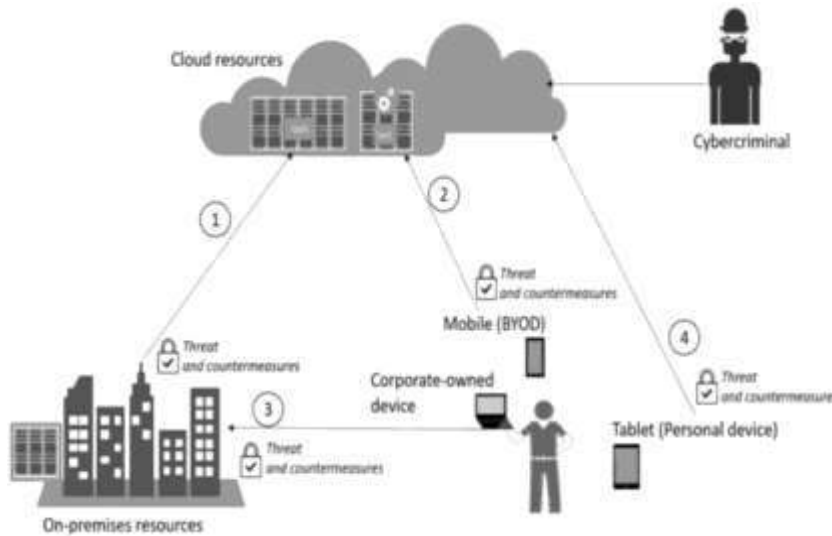 Cloud resources
Cybercriminal
1
2
Threat
and countermeasures
Mobile (BYOD)
4
Threat
and countermeasures
Threat
and countermeasure
Corporate-owned
device
3
Threat
and countermeasures
Tablet (Personal device)
On-premises resources